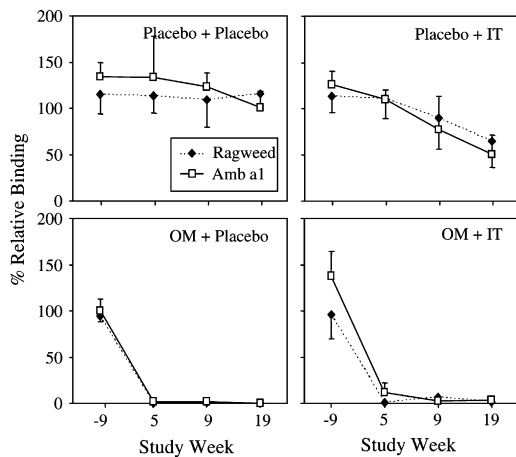 Placebo + Placebo
Placebo + IT
200
150
100
50
0
Ragweed
Amb a1
% Relative Binding
OM + Placebo
OM + IT
200
150
100
50
0
-9 5 9 19
-9 5 9 19
Study Week
Study Week